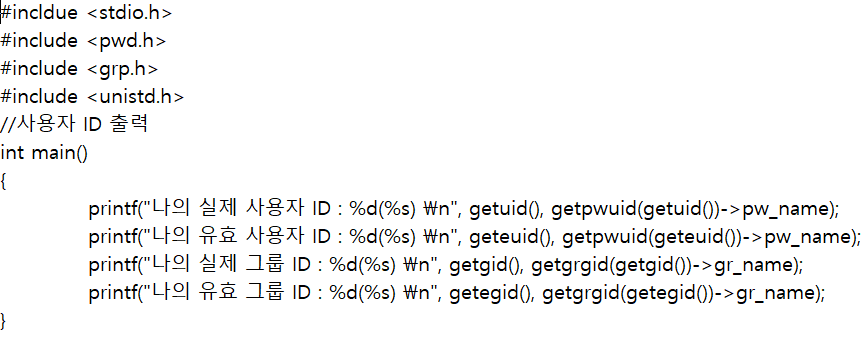 #incldue <stdio.h>
#include <pwd.h>
#include <grp.h>
#include <unistd.h>
//사용자 ID 출력
int main()
{
printf("나의 실제 사용자 ID : %d(%s) ₩n", getuid(), getpwuid(getuid())->pw_name);
printf("나의 유효 사용자 ID : %d(%s) ₩n", geteuid(), getpwuid(geteuid())->pw_name);
printf("나의 실제 그룹 ID : %d(%s) ₩n", getgid(), getgrgid(getgid())->gr_name);
printf("나의 유효 그룹 ID : %d(%s) ₩n", getegid(), getgrgid(getegid())->gr_name);
}